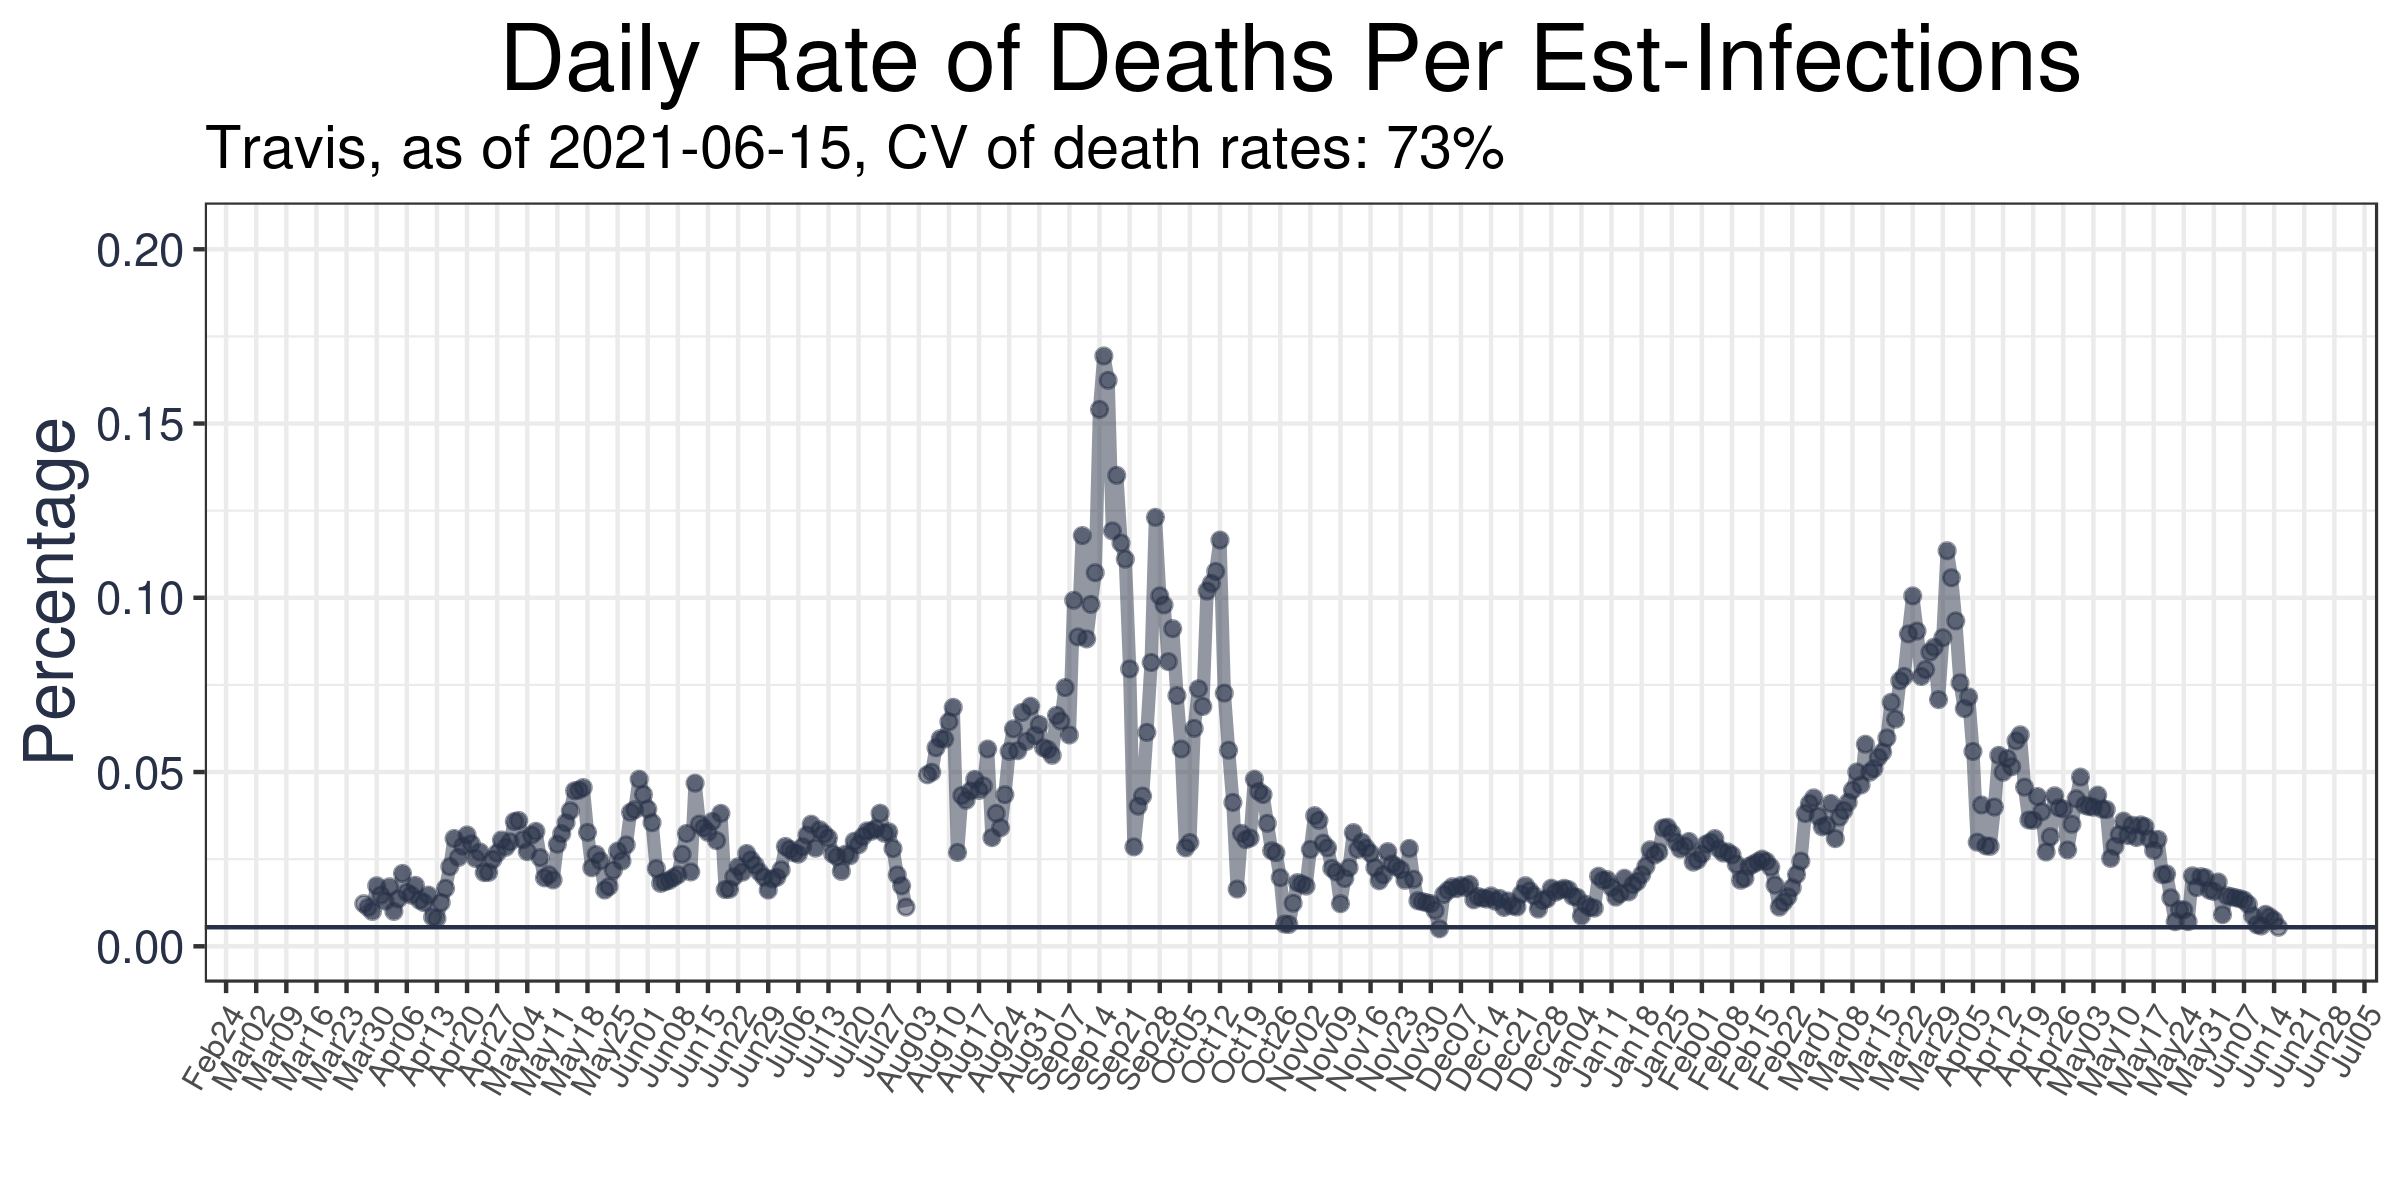 Daily Rate of Deaths Per Est-Infections
Travis, as of 2021-06-15, CV of death rates: 73%
Percentage
0.20
0.15
0.10
0.05
0.00
Feb24
Mar02
Mar09
Mar16
Mar23
Mar30
Apr06
Apr13
Apr20
Apr27
May04
May11
May18
May25
Jun01
Jun08
Jun15
Jun22
Jun29
Jul06
Jul13
Jul20
Jul27
Aug03
Aug10
Aug17
Aug24
Aug31
Sep07
Sep14
Sep21
Sep28
Oct05
Oct12
Oct19
Oct26
Nov02
Nov09
Nov16
Nov23
Nov30
Dec07
Dec14
Dec21
Dec28
Jan04
Jan11
Jan18
Jan25
Feb01
Feb08
Feb15
Feb22
Mar01
Mar08
Mar15
Mar22
Mar29
Apr05
Apr12
Apr19
Apr26
May03
May10
May17
May24
May31
Jun07
Jun14
Jun21
Jun28
Jul05